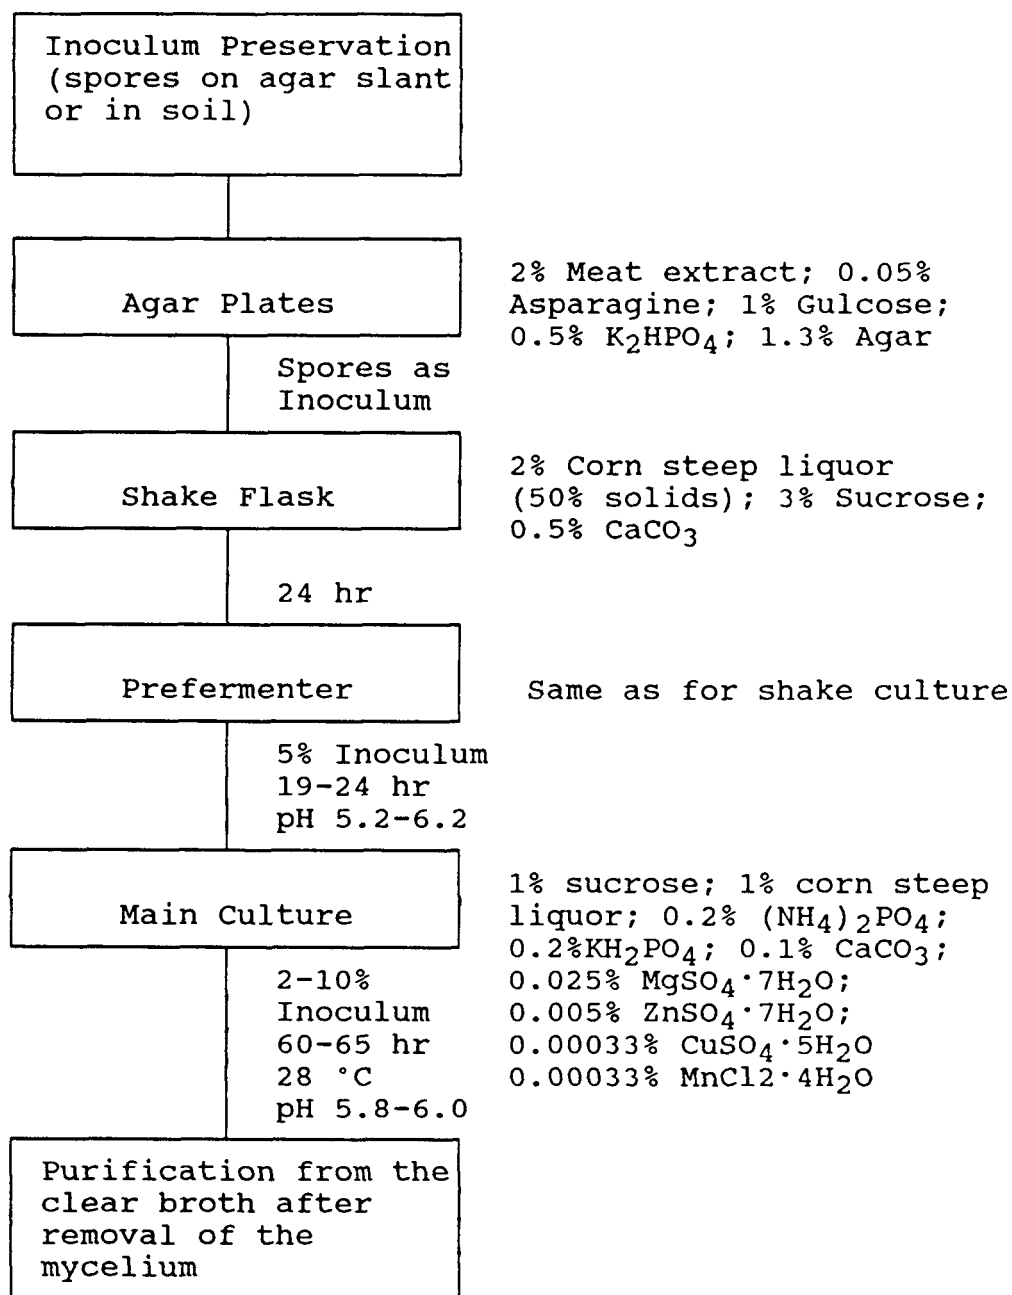 Inoculum Preservation
(spores on agar slant
or in soil)
Agar Plates
2% Meat extract; 0.05%
Asparagine; 1% Gulcose;
0.5% K₂HPO₄; 1.3% Agar
Spores as
Inoculum
Shake Flask
2% Corn steep liquor
(50% solids); 3% Sucrose;
0.5% CaCO₃
24 hr
Prefermenter
Same as for shake culture
5% Inoculum
19-24 hr
pH 5.2-6.2
Main Culture
1% sucrose; 1% corn steep
liquor; 0.2% (NH₄)₂PO₄;
0.2%KH₂PO₄; 0.1% CaCO₃;
0.025% MgSO₄·7H₂O;
0.005% ZnSO₄·7H₂O;
0.00033% CuSO₄·5H₂O
0.00033% MnCl2·4H₂O
2-10%
Inoculum
60-65 hr
28 °C
pH 5.8-6.0
Purification from the
clear broth after
removal of the
mycelium